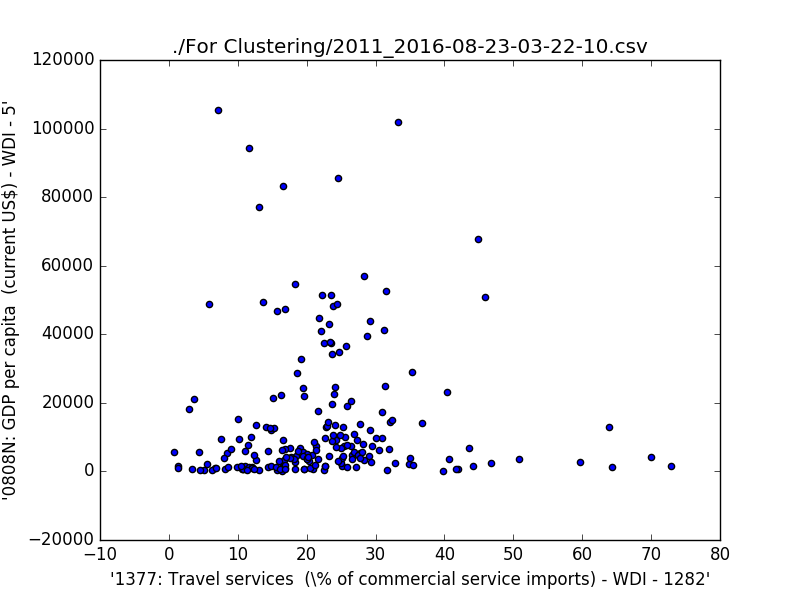 ./For Clustering/2011_2016-08-23-03-22-10.csv
120000
100000
80000
60000
40000
20000
0
−20000
'0808N: GDP per capita  (current US$) - WDI - 5'
−10 0 10 20 30 40 50 60 70 80
'1377: Travel services  (\% of commercial service imports) - WDI - 1282'